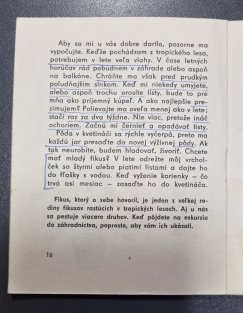 Aby sa mi u vás dobre darilo, pozorne ma
vypočujte. Keďže pochádzam z tropického lesa,
potrebujem v lete veľa vlahy. V čase letných
horúčav rád pobudnem v záhrade alebo aspoň
na balkóne. Chráňte ma však pred prudkým
poludňajším slnkom. Keď mi niekedy umyjete,
alebo aspoň trochu orosíte listy, bude to pre
mňa ako príjemný kúpeľ. A ako najlepšie pre-
zimujem? Polievajte ma oveľa menej ako v lete;
stačí raz za dva týždne. Nie viac, pretože ináč
ochoriem. Začnú mi černieť a opadávať listy.
Pôda v kvetináči sa rýchle vyčerpá, preto ma
každú jar presaďte do novej výživnej pôdy. Ak
tak neurobíte, budem hladovať, živoriť. Chcete
mať mladý fikus? V lete odrežte môj vrchol-
ček so štyrmi alebo piatimi listami a dajte ho
do fľašky s vodou. Keď vyženie korienky – čo
trvá asi mesiac – zasaďte ho do kvetináča.
Fikus, ktorý o sebe hovoril, je jeden z veľkej ro-
diny fikusov rastúcich v tropických lesoch. Aj u nás
sa pestuje viacero druhov. Keď pôjdete na exkurziu
do záhradníctva, poproste, aby vám ich ukázali.
16